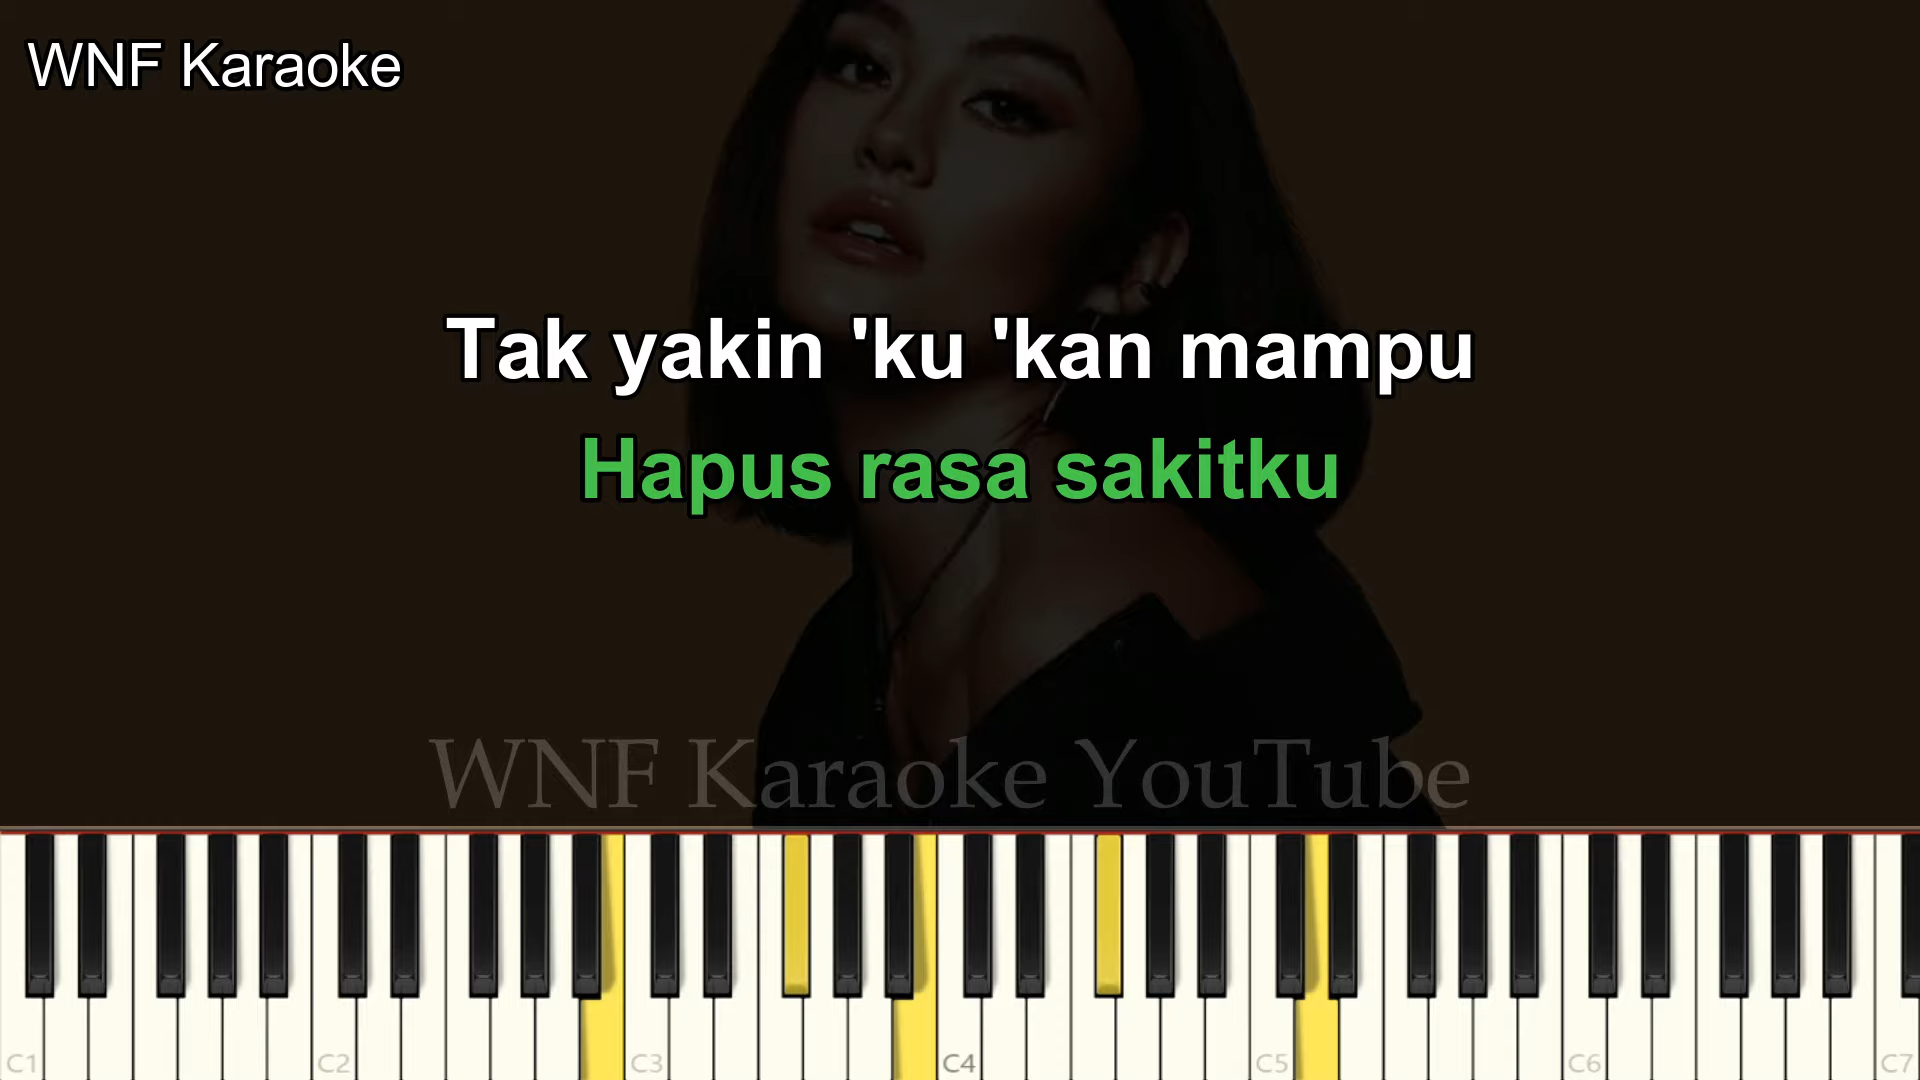 WNF Karaoke
Tak yakin 'ku 'kan mampu
Hapus rasa sakitku
WNF Karaoke YouTube
C1 C2 C3 C4 C5 C6 C7